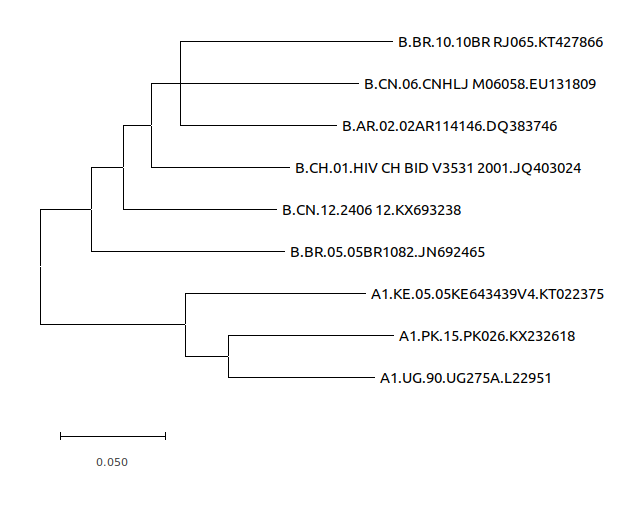 B.BR.10.10BR RJ065.KT427866
B.CN.06.CNHLJ M06058.EU131809
B.AR.02.02AR114146.DQ383746
B.CH.01.HIV CH BID V3531 2001.JQ403024
B.CN.12.2406 12.KX693238
B.BR.05.05BR1082.JN692465
A1.KE.05.05KE643439V4.KT022375
A1.PK.15.PK026.KX232618
A1.UG.90.UG275A.L22951
0.050